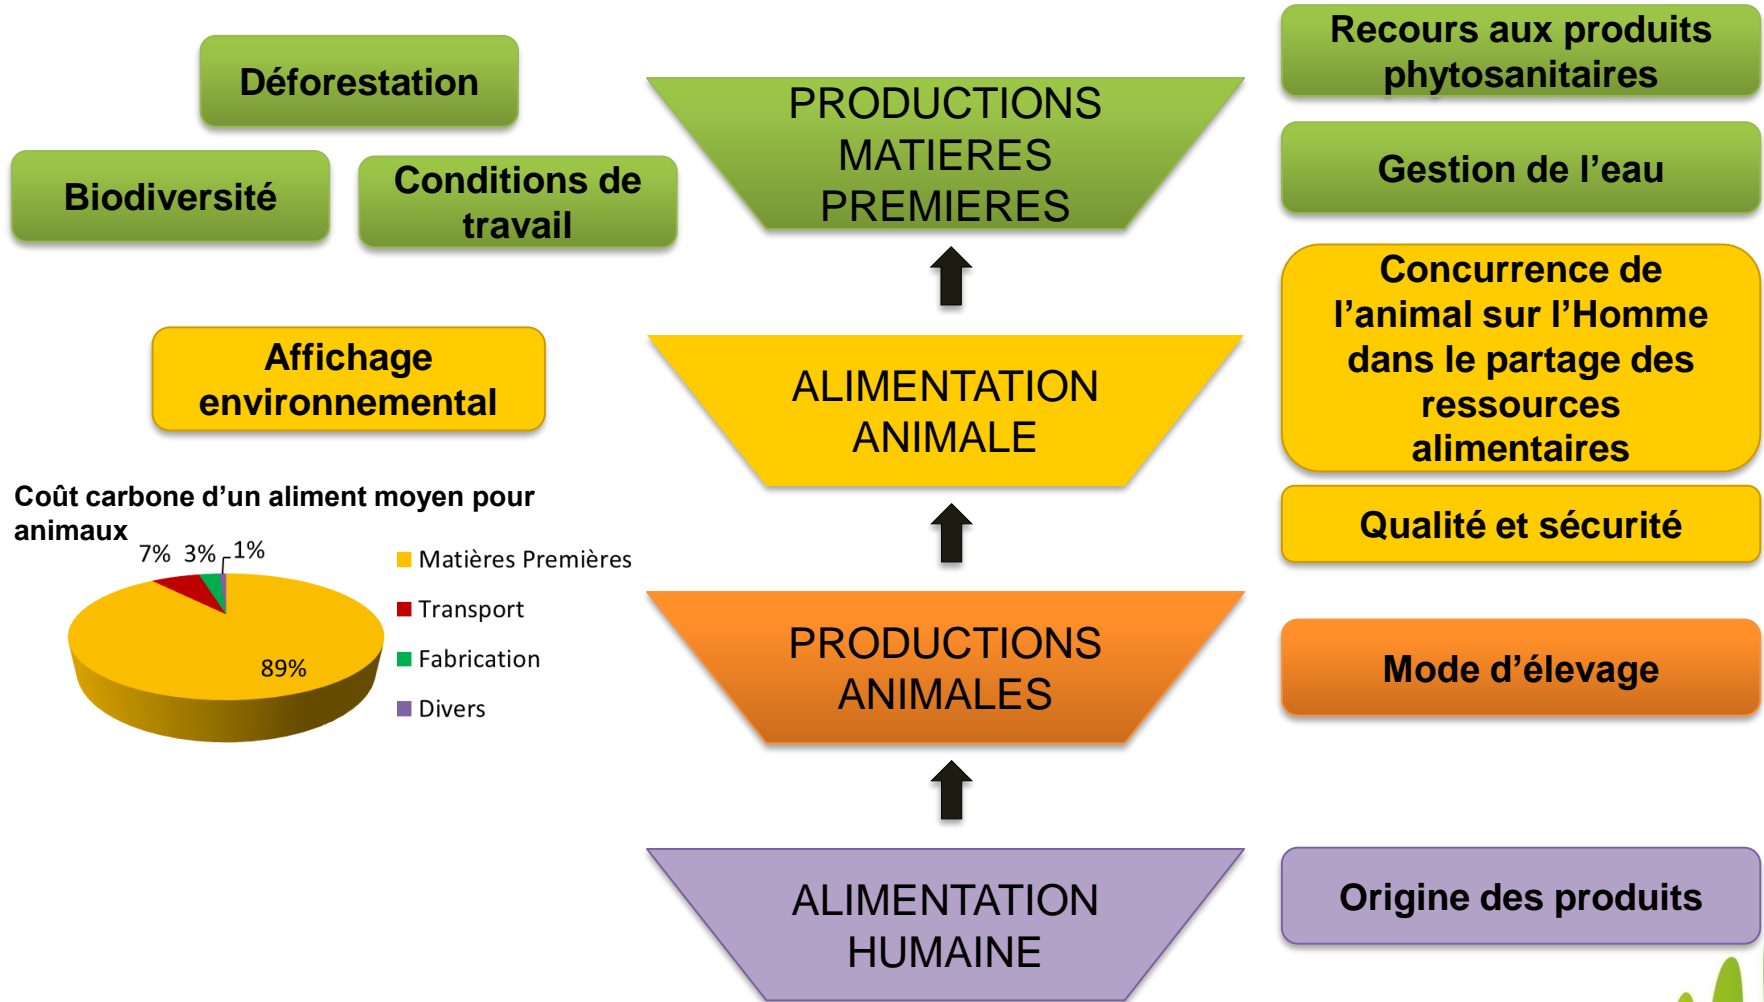 Déforestation
Biodiversité
Conditions de
travail
PRODUCTIONS
MATIERES
PREMIERES
Recours aux produits
phytosanitaires
Gestion de l’eau
Affichage
environnemental
ALIMENTATION
ANIMALE
Concurrence de
l’animal sur l’Homme
dans le partage des
ressources
alimentaires
Qualité et sécurité
Coût carbone d’un aliment moyen pour
animaux
7% 3% 1%
89%
Matières Premières
Transport
Fabrication
Divers
PRODUCTIONS
ANIMALES
Mode d’élevage
ALIMENTATION
HUMAINE
Origine des produits